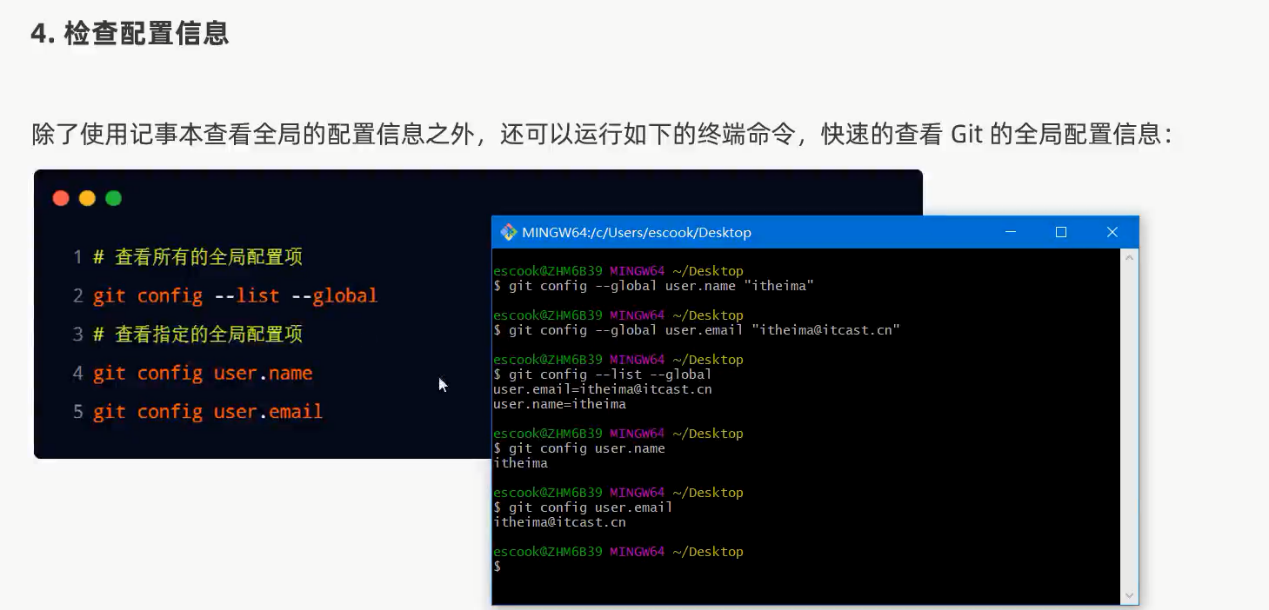 4. 检查配置信息
除了使用记事本查看全局的配置信息之外，还可以运行如下的终端命令，快速的查看 Git 的全局配置信息：
1 # 查看所有的全局配置项
2 git config --list --global
3 # 查看指定的全局配置项
4 git config user.name
5 git config user.email
MINGW64:/c/Users/escook/Desktop
escook@ZHM6B39 MINGW64 ~/Desktop
$ git config --global user.name "itheima"
escook@ZHM6B39 MINGW64 ~/Desktop
$ git config --global user.email "itheima@itcast.cn"
escook@ZHM6B39 MINGW64 ~/Desktop
$ git config --list --global
user.email=itheima@itcast.cn
user.name=itheima
escook@ZHM6B39 MINGW64 ~/Desktop
$ git config user.name
itheima
escook@ZHM6B39 MINGW64 ~/Desktop
$ git config user.email
itheima@itcast.cn
escook@ZHM6B39 MINGW64 ~/Desktop
$